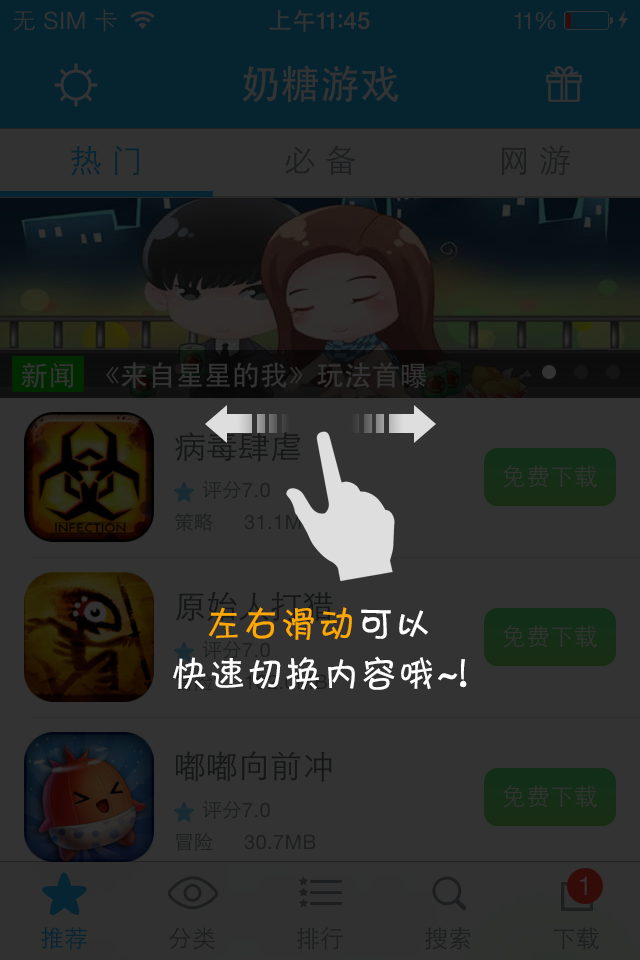 无 SIM 卡 上午11:45 11%
奶糖游戏
热门 必备 网游
新闻 《来自星星的我》玩法首曝
病毒肆虐
评分7.0
策略 31.1M
免费下载
INFECTION
原始人打猎
评分7.0
免费下载
左右滑动可以
快速切换内容哦~!
嘟嘟向前冲
评分7.0
冒险 30.7MB
免费下载
1
推荐 分类 排行 搜索 下载